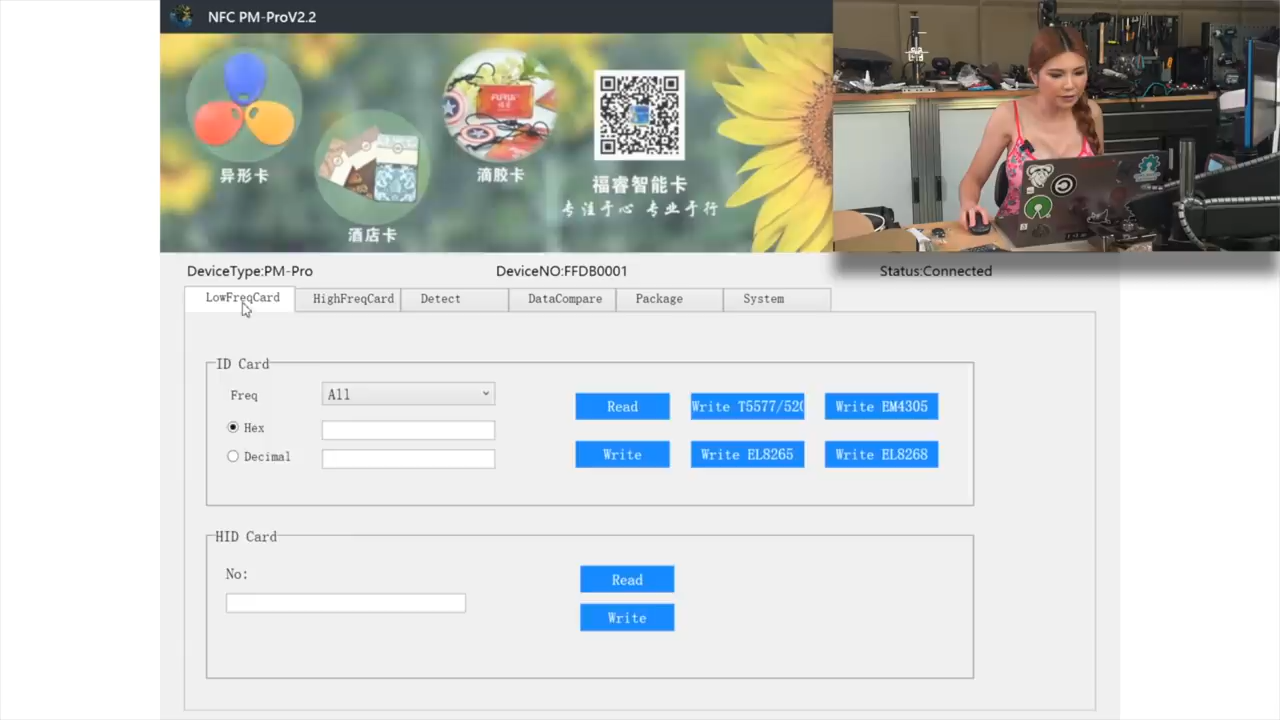 NFC PM-ProV2.2
异形卡
酒店卡
滴胶卡
福睿智能卡
专注于心 专业于行
DeviceType:PM-Pro
DeviceNO:FFDB0001
Status:Connected
LowFreqCard
HighFreqCard
Detect
DataCompare
Package
System
ID Card
Freq
All
Hex
Decimal
Read
Write T5577/520
Write EM4305
Write
Write EL8265
Write EL8268
HID Card
No:
Read
Write